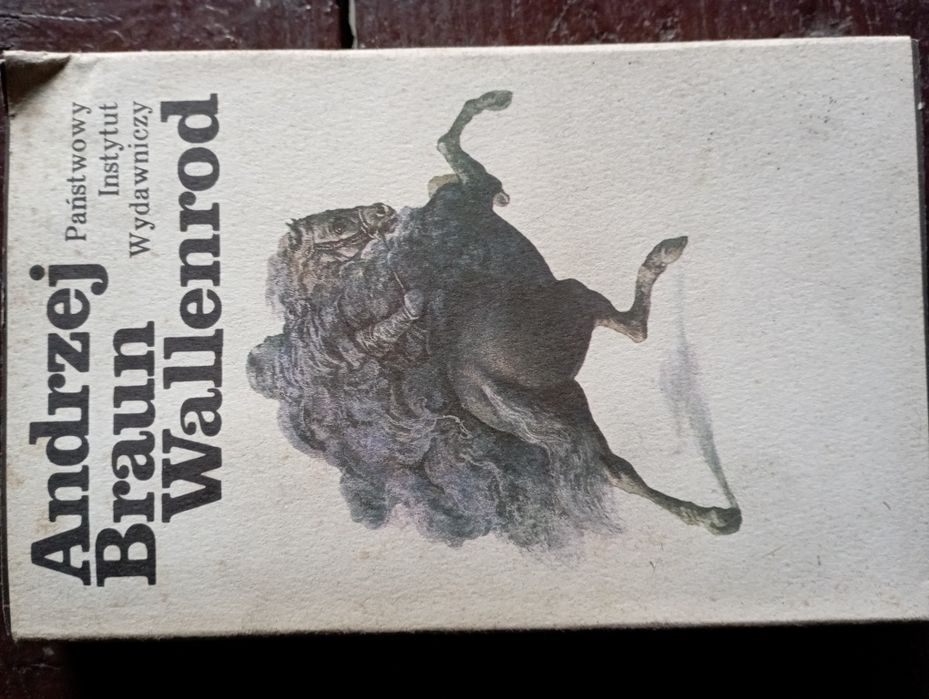 Andrzej
Braun
Wallenrod
Państwowy
Instytut
Wydawniczy